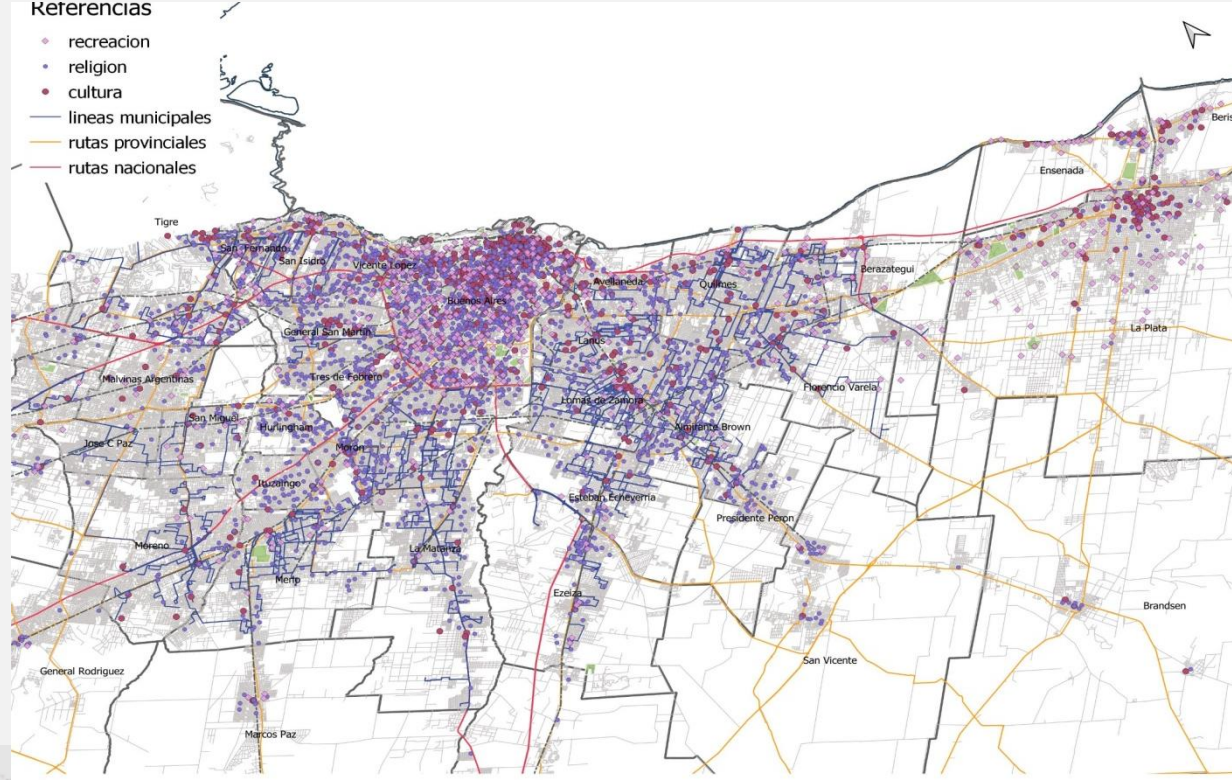 Referencias
recreacion
religion
cultura
lineas municipales
rutas provinciales
rutas nacionales
Beris
Ensenada
Tigre
San Fernando
San Isidro
Vicente Lopez
Berazategui
Avellaneda
Quilmes
Buenos Aires
La Plata
General San Martin
Lanus
Malvinas Argentinas
Tres de Febrero
Florencio Varela
Lomas de Zamora
San Miguel
Hurlingham
Almirante Brown
Jose C Paz
Moron
Ituzaingo
Esteban Echeverria
Presidente Peron
Moreno
La Matanza
Merlo
Ezeiza
Brandsen
General Rodriguez
San Vicente
Marcos Paz